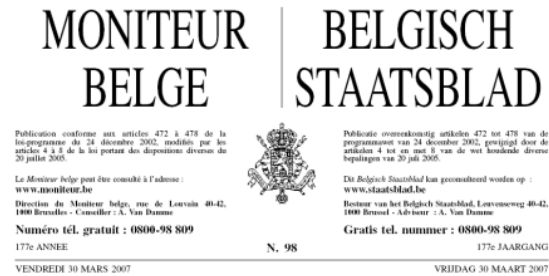 MONITEUR
BELGE
BELGISCH
STAATSBLAD
Publication conforme aux articles 472 à 478 de la
loi-programme du 24 décembre 2002, modifiés par les
articles 4 à 8 de la loi portant des dispositions diverses du
20 juillet 2005.
Le Moniteur belge peut être consulté à l'adresse :
www.moniteur.be
Direction du Moniteur belge, rue de Louvain 40-42,
1000 Bruxelles - Conseiller : A. Van Damme
Numéro tél. gratuit : 0800-98 809
177e ANNEE
N. 98
Publicatie overeenkomstig artikelen 472 tot 478 van de
programmawet van 24 december 2002, gewijzigd door de
artikelen 4 tot en met 8 van de wet houdende diverse
bepalingen van 20 juli 2005.
Dit Belgisch Staatsblad kan geconsulteerd worden op :
www.staatsblad.be
Bestuur van het Belgisch Staatsblad, Leuvenseweg 40-42,
1000 Brussel - Adviseur : A. Van Damme
Gratis tel. nummer : 0800-98 809
177e JAARGANG
VENDREDI 30 MARS 2007
VRIJDAG 30 MAART 2007